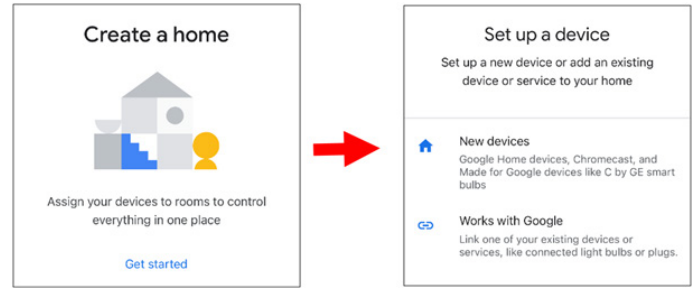 Create a home
Assign your devices to rooms to control
everything in one place
Get started
Set up a device
Set up a new device or add an existing
device or service to your home
New devices
Google Home devices, Chromecast, and
Made for Google devices like C by GE smart
bulbs
Works with Google
Link one of your existing devices or
services, like connected light bulbs or plugs.